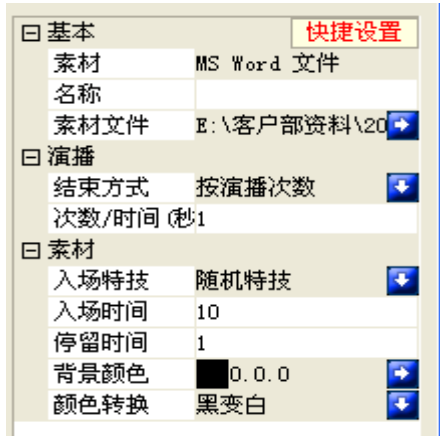 基本 快捷设置
素材 MS Word 文件
名称
素材文件 E:\客户部资料\20
演播
结束方式 按演播次数
次数/时间(秒 1
素材
入场特技 随机特技
入场时间 10
停留时间 1
背景颜色 0.0.0
颜色转换 黑变白